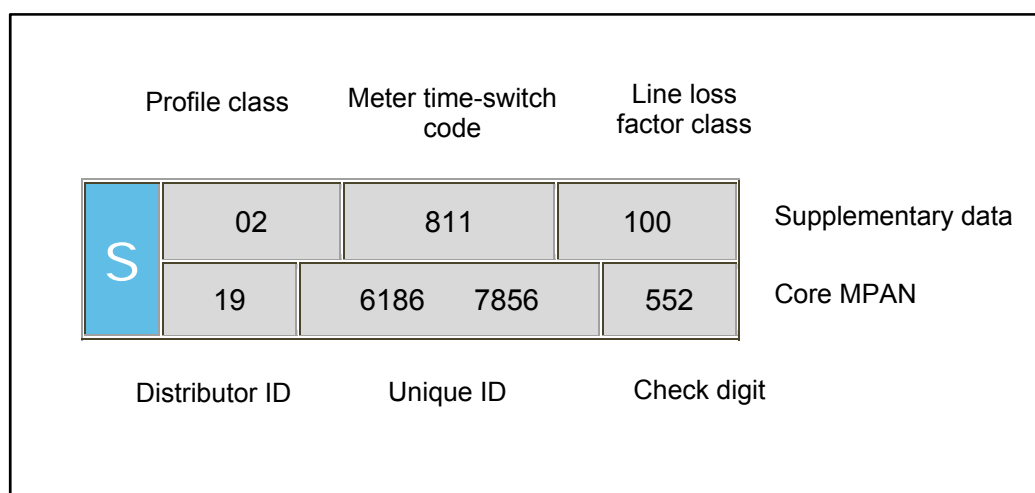 Profile class
Meter time-switch
code
Line loss
factor class
S
02
811
100
Supplementary data
19
6186 7856
552
Core MPAN
Distributor ID
Unique ID
Check digit